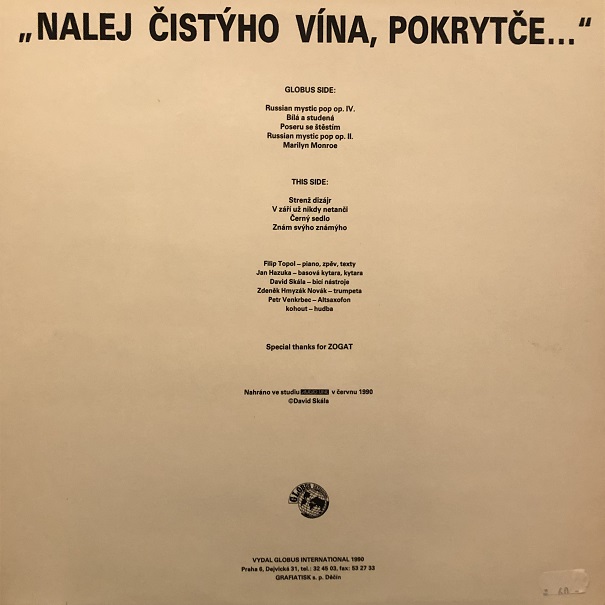 „NALEJ ČISTÝHO VÍNA, POKRYTČE..."
GLOBUS SIDE:
Russian mystic pop op. IV.
Bílá a studená
Poseru se štěstím
Russian mystic pop op. II.
Marilyn Monroe
THIS SIDE:
Strenž dizájr
V září už nikdy netančí
Černý sedlo
Znám svýho známýho
Filip Topol – piano, zpěv, texty
Jan Hazuka – basová kytara, kytara
David Skála – bicí nástroje
Zdeněk Hmyzák Novák – trumpeta
Petr Venkrbec – Altsaxofon
kohout – hudba
Special thanks for ZOGAT
Nahráno ve studiu v červnu 1990
©David Skála
GLOBUS
VYDAL GLOBUS INTERNATIONAL 1990
Praha 6, Dejvická 31, tel.: 32 45 03, fax: 53 27 33
GRAFIATISK s. p. Děčín